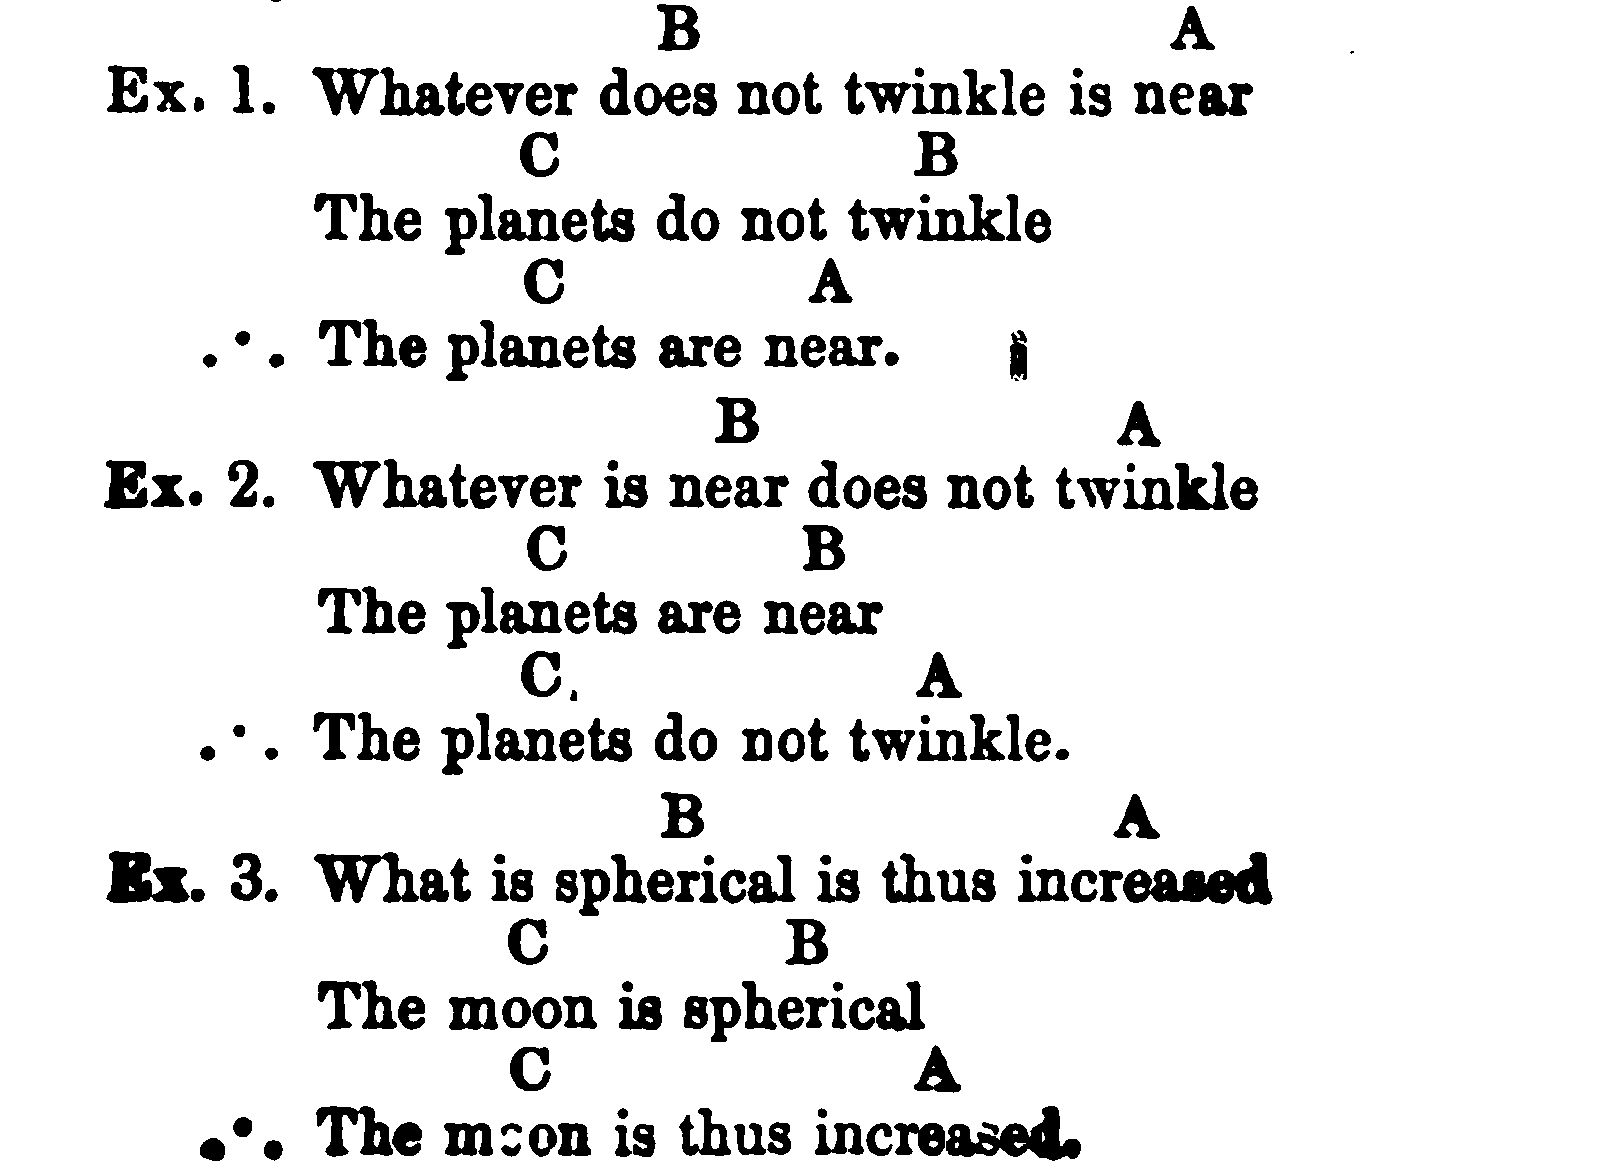 B A
Ex. 1. Whatever does not twinkle is near
C B
The planets do not twinkle
C A
∴ The planets are near.
B A
Ex. 2. Whatever is near does not twinkle
C B
The planets are near
C A
∴ The planets do not twinkle.
B A
Ex. 3. What is spherical is thus increased
C B
The moon is spherical
C A
∴ The moon is thus increased.